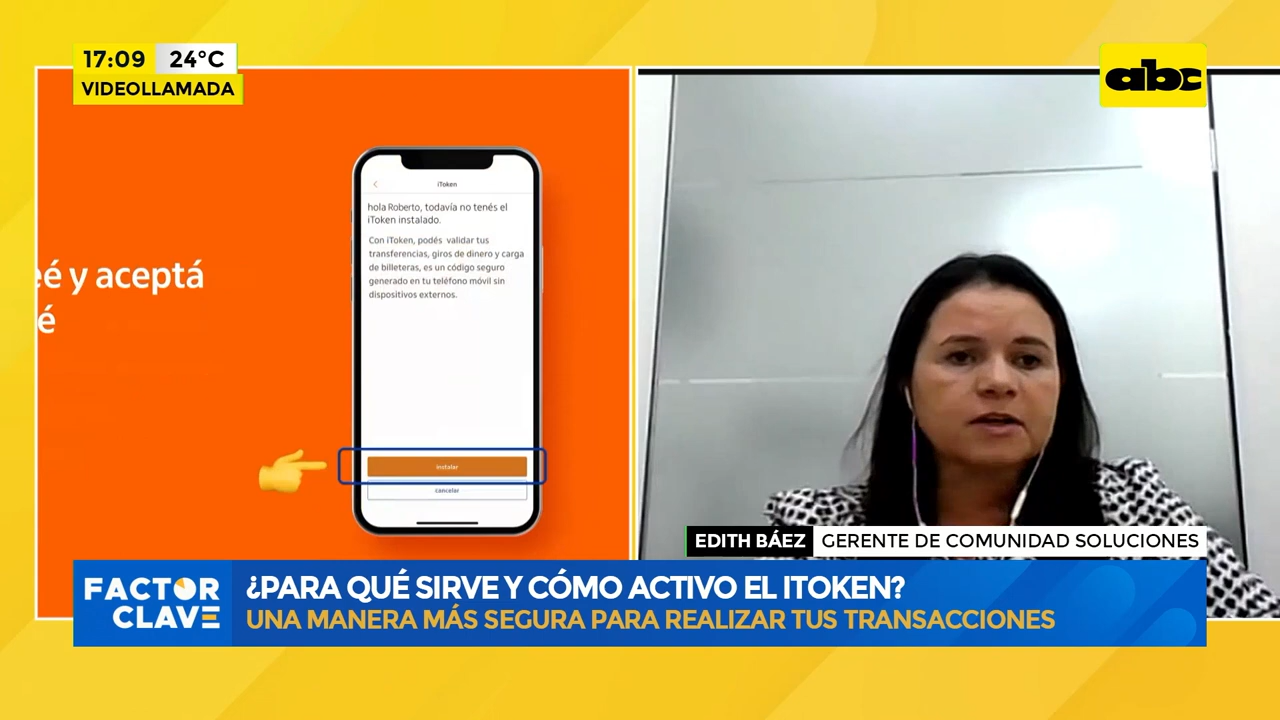 17:09 24°C
VIDEOLLAMADA
abc
eé y aceptá
é
iToken
hola Roberto, todavía no tenés el
iToken instalado.
Con iToken, podés validar tus
transferencias, giros de dinero y carga
de billeteras, es un código seguro
generado en tu teléfono móvil sin
dispositivos externos.
instalar
cancelar
EDITH BÁEZ GERENTE DE COMUNIDAD SOLUCIONES
FACTOR
CLAVE
¿PARA QUÉ SIRVE Y CÓMO ACTIVO EL ITOKEN?
UNA MANERA MÁS SEGURA PARA REALIZAR TUS TRANSACCIONES